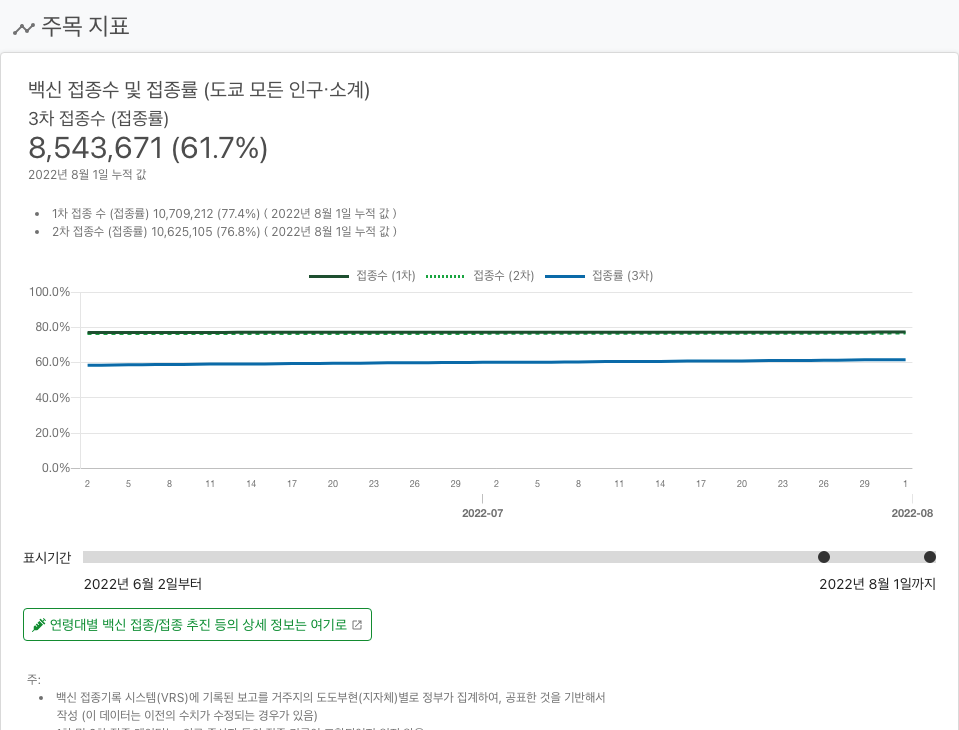 주목 지표
백신 접종수 및 접종률 (도쿄 모든 인구·소계)
3차 접종수 (접종률)
8,543,671 (61.7%)
2022년 8월 1일 누적 값
• 1차 접종 수 (접종률) 10,709,212 (77.4%) ( 2022년 8월 1일 누적 값 )
• 2차 접종수 (접종률) 10,625,105 (76.8%) ( 2022년 8월 1일 누적 값 )
접종수 (1차) 접종수 (2차) 접종률 (3차)
100.0%
80.0%
60.0%
40.0%
20.0%
0.0%
2 5 8 11 14 17 20 23 26 29 2 5 8 11 14 17 20 23 26 29 1
2022-07 2022-08
표시기간
2022년 6월 2일부터 2022년 8월 1일까지
연령대별 백신 접종/접종 추진 등의 상세 정보는 여기로
주:
• 백신 접종기록 시스템(VRS)에 기록된 보고를 거주지의 도도부현(지자체)별로 정부가 집계하여, 공표한 것을 기반해서
작성 (이 데이터는 이전의 수치가 수정되는 경우가 있음)